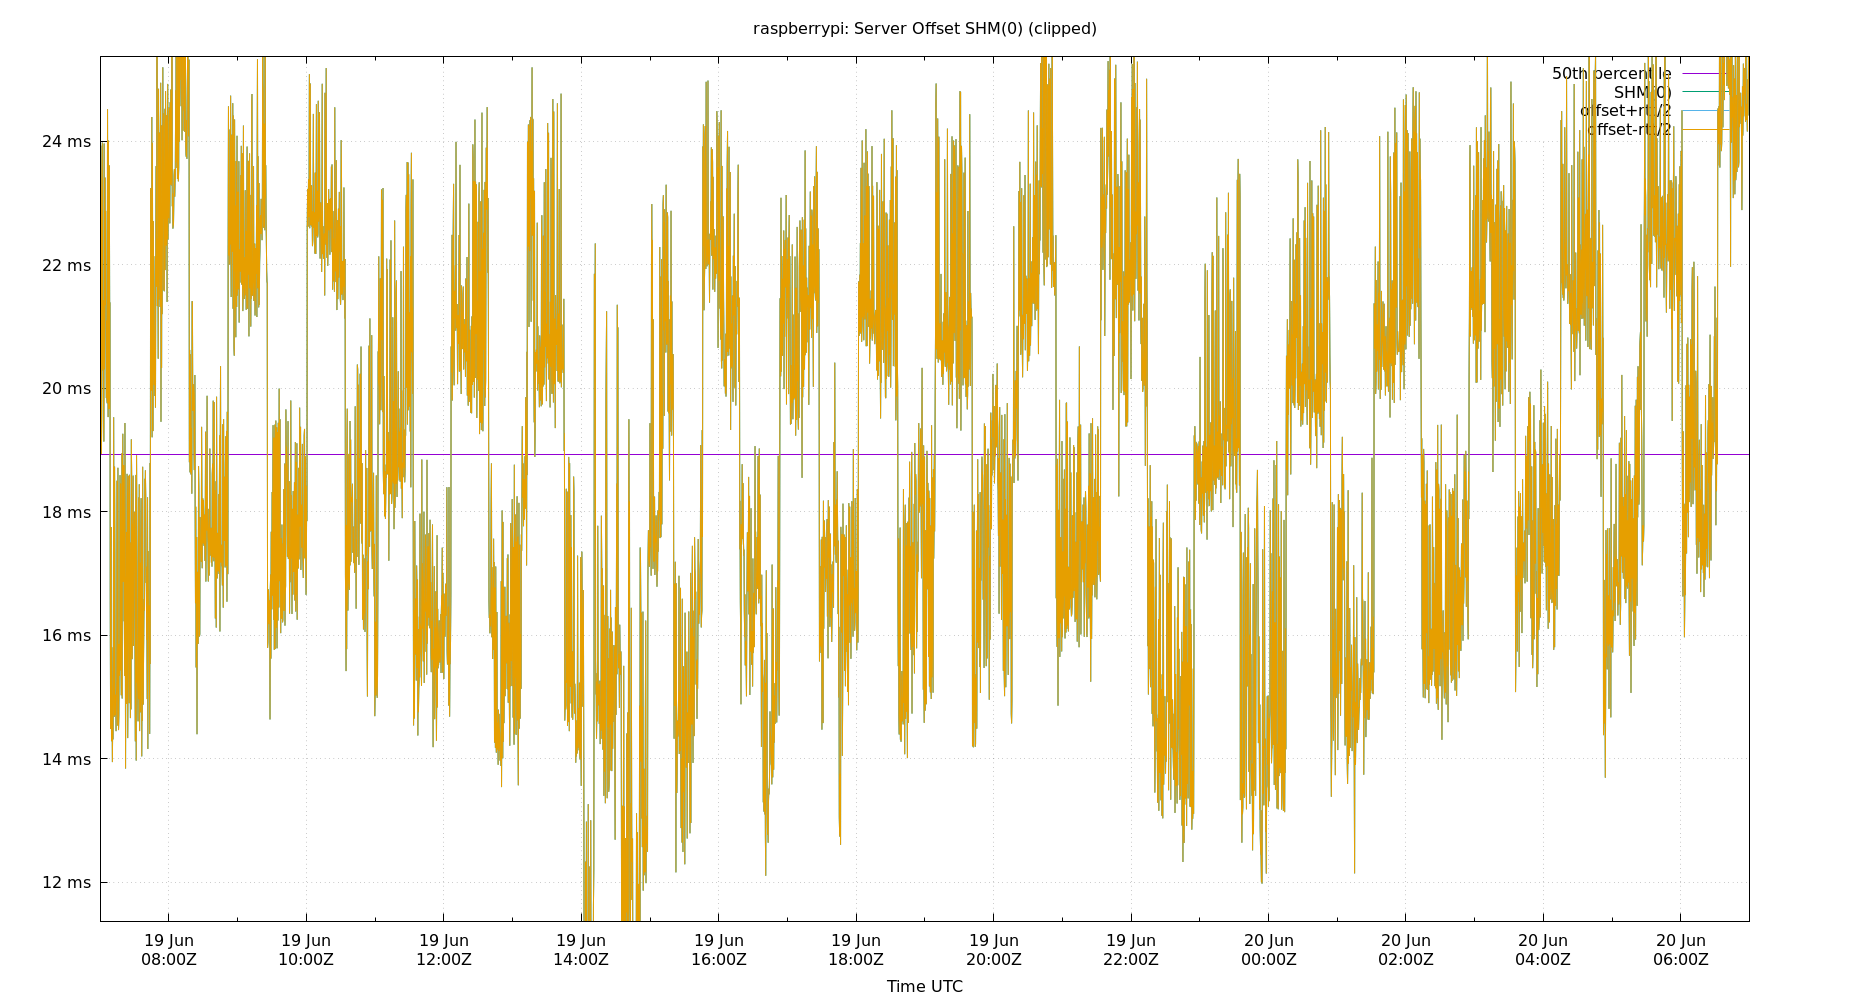 raspberrypi: Server Offset SHM(0) (clipped)
50th percentile
SHM(0)
offset+rtt/2
offset-rtt/2
24 ms
22 ms
20 ms
18 ms
16 ms
14 ms
12 ms
19 Jun 19 Jun 19 Jun 19 Jun 19 Jun 19 Jun 19 Jun 19 Jun 20 Jun 20 Jun 20 Jun 20 Jun
08:00Z 10:00Z 12:00Z 14:00Z 16:00Z 18:00Z 20:00Z 22:00Z 00:00Z 02:00Z 04:00Z 06:00Z
Time UTC